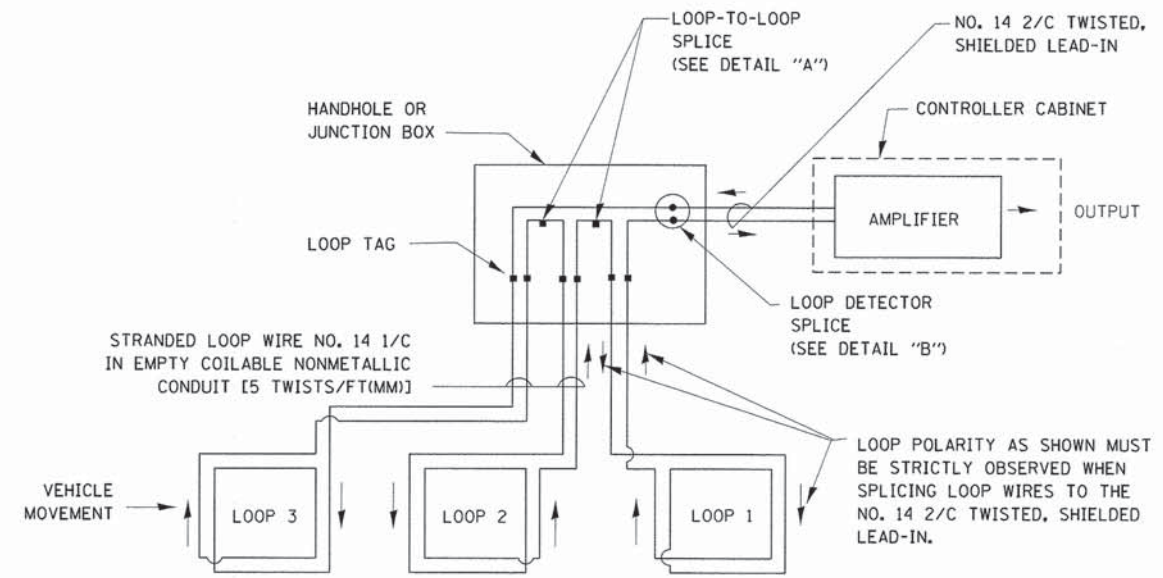 LOOP-TO-LOOP
SPLICE
(SEE DETAIL "A")
NO. 14 2/C TWISTED,
SHIELDED LEAD-IN
HANDHOLE OR
JUNCTION BOX
CONTROLLER CABINET
AMPLIFIER
OUTPUT
LOOP TAG
LOOP DETECTOR
SPLICE
(SEE DETAIL "B")
STRANDED LOOP WIRE NO. 14 1/C
IN EMPTY COILABLE NONMETALLIC
CONDUIT [5 TWISTS/FT(MM)]
LOOP POLARITY AS SHOWN MUST
BE STRICTLY OBSERVED WHEN
SPLICING LOOP WIRES TO THE
NO. 14 2/C TWISTED, SHIELDED
LEAD-IN.
VEHICLE
MOVEMENT
LOOP 3
LOOP 2
LOOP 1